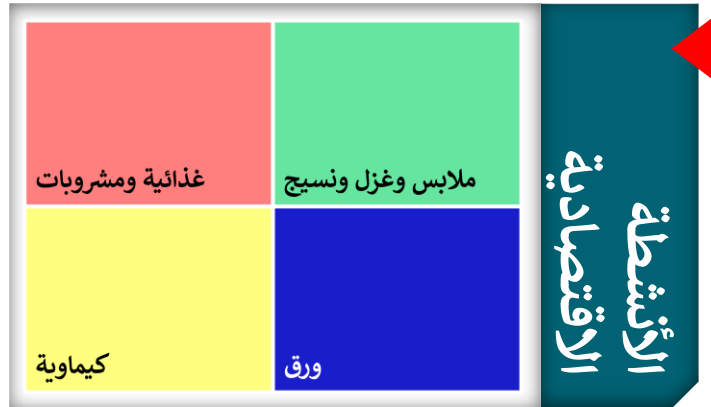 الأنشطة
الاقتصادية
ملابس وغزل ونسيج
غذائية ومشروبات
ورق
كيماوية